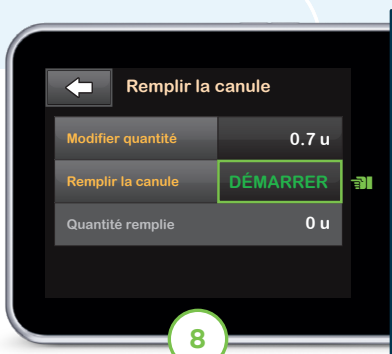 Remplir la canule
Modifier quantité 0.7 u
Remplir la canule DÉMARRER
Quantité remplie 0 u
8